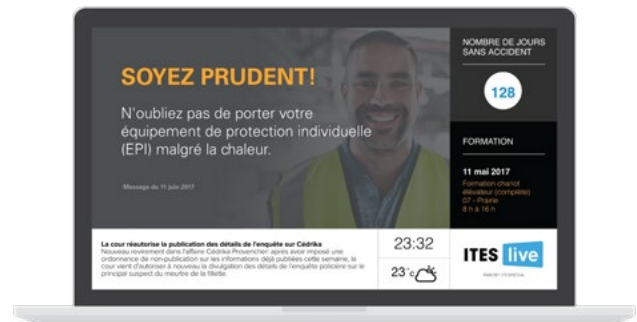 SOYEZ PRUDENT!
N'oubliez pas de porter votre
équipement de protection individuelle
(EPI) malgré la chaleur.
Message du 11 juin 2017
NOMBRE DE JOURS
SANS ACCIDENT
128
FORMATION
11 mai 2017
Formation chariot
élévateur (complète)
07 - Prairie
8 h à 16 h
La cour réautorise la publication des détails de l'enquête sur Cédrika
Nouveau revirement dans l'affaire Cédrika Provencher: après avoir imposé une
ordonnance de non-publication sur les informations déjà publiées cette semaine, la
cour vient d'autoriser à nouveau la divulgation des détails de l'enquête policière sur le
principal suspect du meurtre de la fillette.
23:32
23°c
ITES live